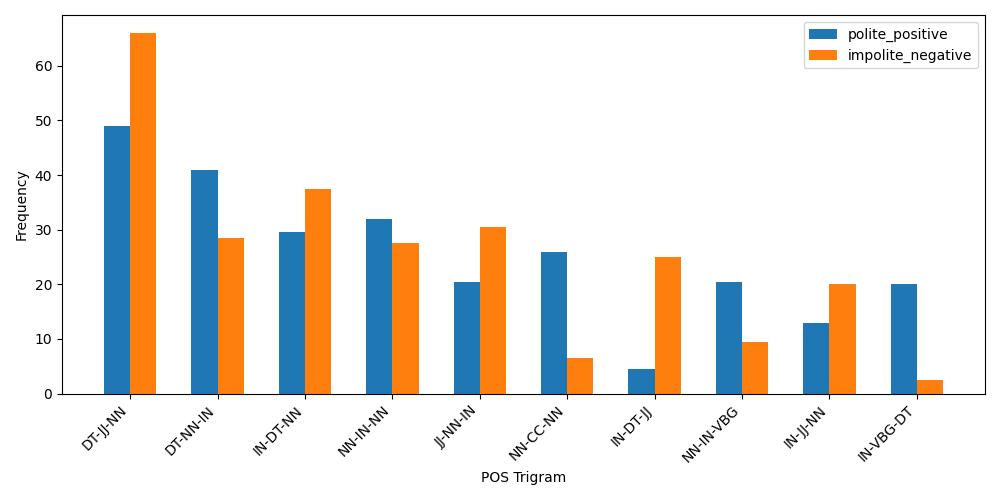 polite_positive
impolite_negative
Frequency
60
50
40
30
20
10
0
DT-JJ-NN
DT-NN-IN
IN-DT-NN
NN-IN-NN
JJ-NN-IN
NN-CC-NN
IN-DT-JJ
NN-IN-VBG
IN-JJ-NN
IN-VBG-DT
POS Trigram